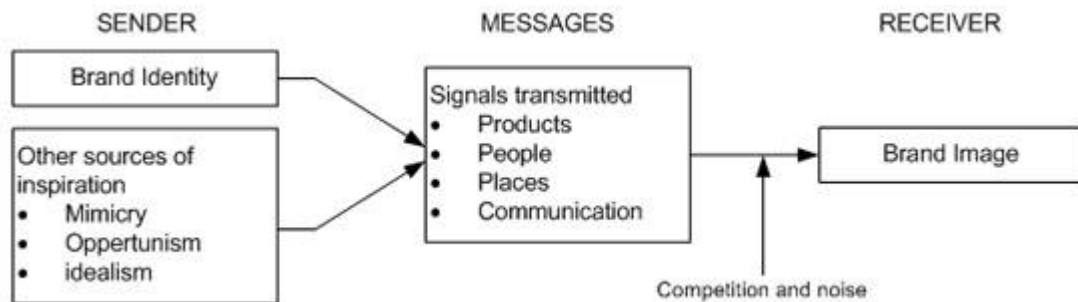 SENDER
MESSAGES
RECEIVER
Brand Identity
Other sources of
inspiration
• Mimicry
• Oppertunism
• idealism
Signals transmitted
• Products
• People
• Places
• Communication
Brand Image
Competition and noise